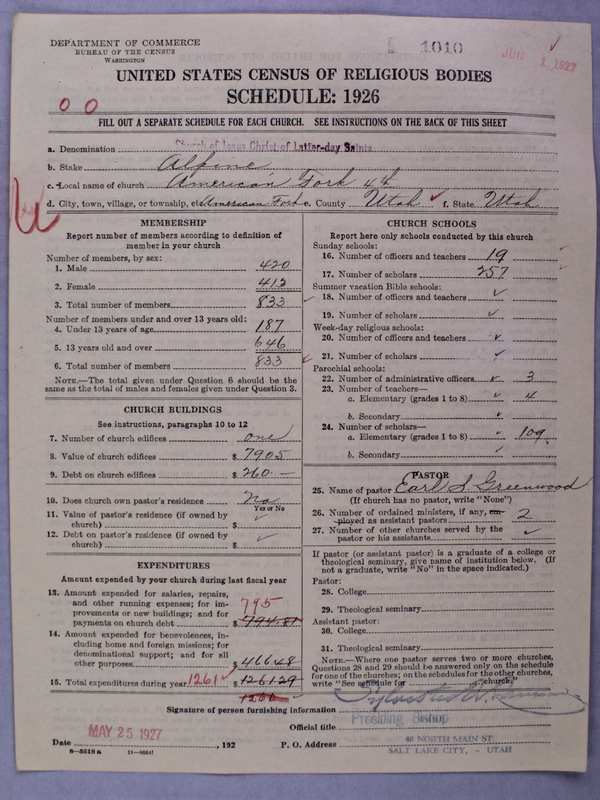 DEPARTMENT OF COMMERCE
BUREAU OF THE CENSUS
WASHINGTON
1010
JUN 1 1927
UNITED STATES CENSUS OF RELIGIOUS BODIES
SCHEDULE: 1926
0 0
FILL OUT A SEPARATE SCHEDULE FOR EACH CHURCH. SEE INSTRUCTIONS ON THE BACK OF THIS SHEET
a. Denomination Church of Jesus Christ of Latter-day Saints
b. Stake Alpine
c. Local name of church American Fork 4th
d. City, town, village, or township, etc. American Fork e. County Utah f. State Utah
MEMBERSHIP
Report number of members according to definition of member in your church
Number of members, by sex:
1. Male 420
2. Female 413
3. Total number of members 833
Number of members under and over 13 years old:
4. Under 13 years of age 187
5. 13 years old and over 646
6. Total number of members 833
NOTE.—The total given under Question 6 should be the same as the total of males and females given under Question 3.
CHURCH BUILDINGS
See instructions, paragraphs 10 to 12
7. Number of church edifices one
8. Value of church edifices $ 7905
9. Debt on church edifices $ 260.—
10. Does church own pastor's residence No
Yes or No
11. Value of pastor's residence (if owned by church) $
12. Debt on pastor's residence (if owned by church) $
EXPENDITURES
Amount expended by your church during last fiscal year
13. Amount expended for salaries, repairs, and other running expenses; for improvements or new buildings; and for payments on church debt 795 $ 794 81
14. Amount expended for benevolences, including home and foreign missions; for denominational support; and for all other purposes $ 466 48
15. Total expenditures during year 1261 $ 1261 29
1260
CHURCH SCHOOLS
Report here only schools conducted by this church
Sunday schools:
16. Number of officers and teachers 19
17. Number of scholars 257
Summer vacation Bible schools:
18. Number of officers and teachers
19. Number of scholars
Week-day religious schools:
20. Number of officers and teachers
21. Number of scholars
Parochial schools:
22. Number of administrative officers 3
23. Number of teachers—
a. Elementary (grades 1 to 8) 4
b. Secondary
24. Number of scholars—
a. Elementary (grades 1 to 8) 109
b. Secondary
PASTOR
25. Name of pastor Earl S. Greenwood
(If church has no pastor, write "None")
26. Number of ordained ministers, if any, employed as assistant pastors 2
27. Number of other churches served by the pastor or his assistants
If pastor (or assistant pastor) is a graduate of a college or theological seminary, give name of institution below. (If not a graduate, write "No" in the space indicated.)
Pastor:
28. College
29. Theological seminary
Assistant pastor:
30. College
31. Theological seminary
NOTE.—Where one pastor serves two or more churches, Questions 28 and 29 should be answered only on the schedule for one of the churches; on the schedules for the other churches, write "See schedule for church."
Signature of person furnishing information
Official title Presiding Bishop
MAY 25 1927
Date , 192
P. O. Address 40 NORTH MAIN ST.
SALT LAKE CITY, - UTAH
8—5518 a